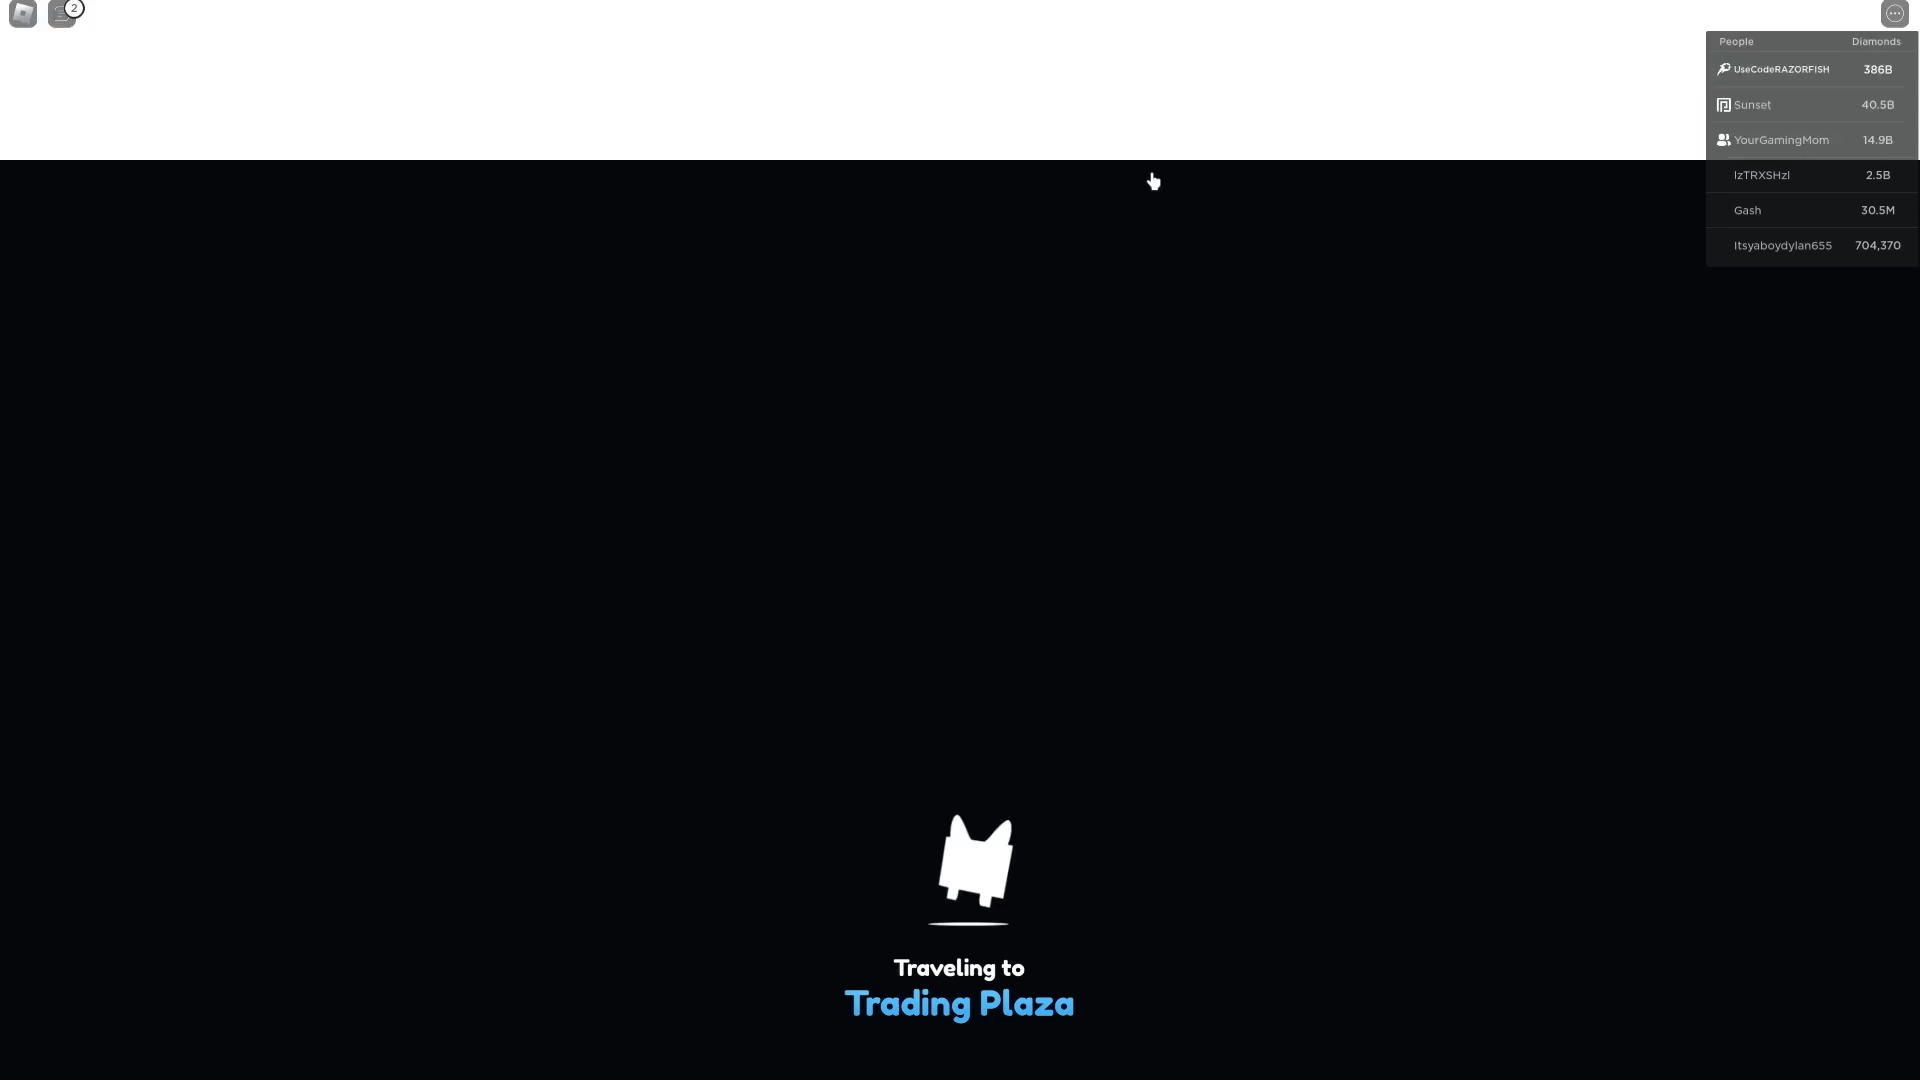 2
People Diamonds
UseCodeRAZORFISH 386B
Sunset 40.5B
YourGamingMom 14.9B
lzTRXSHzl 2.5B
Gash 30.5M
Itsyaboydylan655 704,370
Traveling to
Trading Plaza